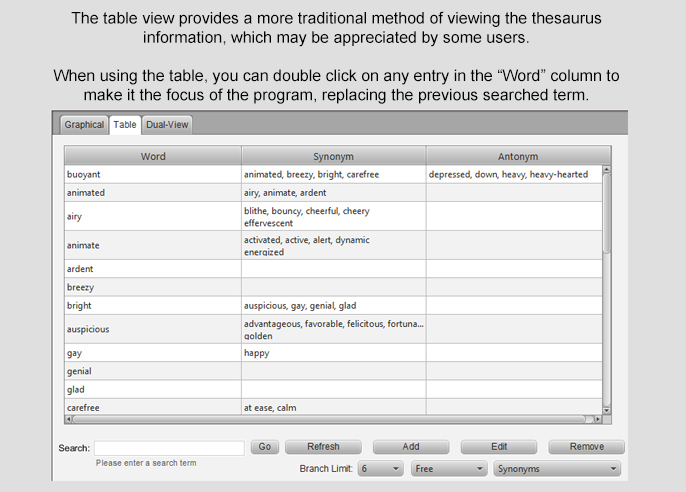 The table view provides a more traditional method of viewing the thesaurus
information, which may be appreciated by some users.
When using the table, you can double click on any entry in the “Word” column to
make it the focus of the program, replacing the previous searched term.
Graphical Table Dual-View
Word Synonym Antonym
buoyant animated, breezy, bright, carefree depressed, down, heavy, heavy-hearted
animated airy, animate, ardent
airy blithe, bouncy, cheerful, cheery
effervescent
animate activated, active, alert, dynamic
energized
ardent
breezy
bright auspicious, gay, genial, glad
auspicious advantageous, favorable, felicitous, fortuna...
golden
gay happy
genial
glad
carefree at ease, calm
Search: Go Refresh Add Edit Remove
Please enter a search term
Branch Limit: 6 Free Synonyms